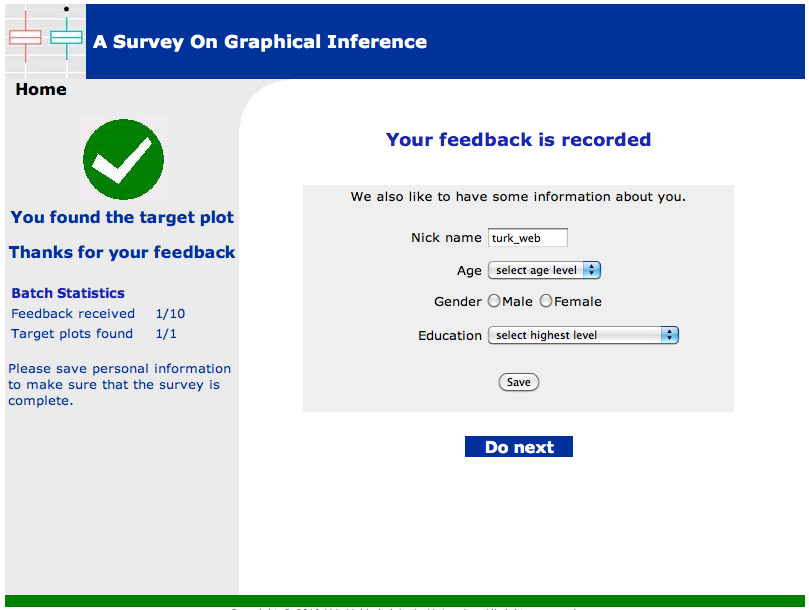 A Survey On Graphical Inference
Home
You found the target plot
Thanks for your feedback
Batch Statistics
Feedback received 1/10
Target plots found 1/1
Please save personal information
to make sure that the survey is
complete.
Your feedback is recorded
We also like to have some information about you.
Nick name turk_web
Age select age level
Gender Male Female
Education select highest level
Save
Do next